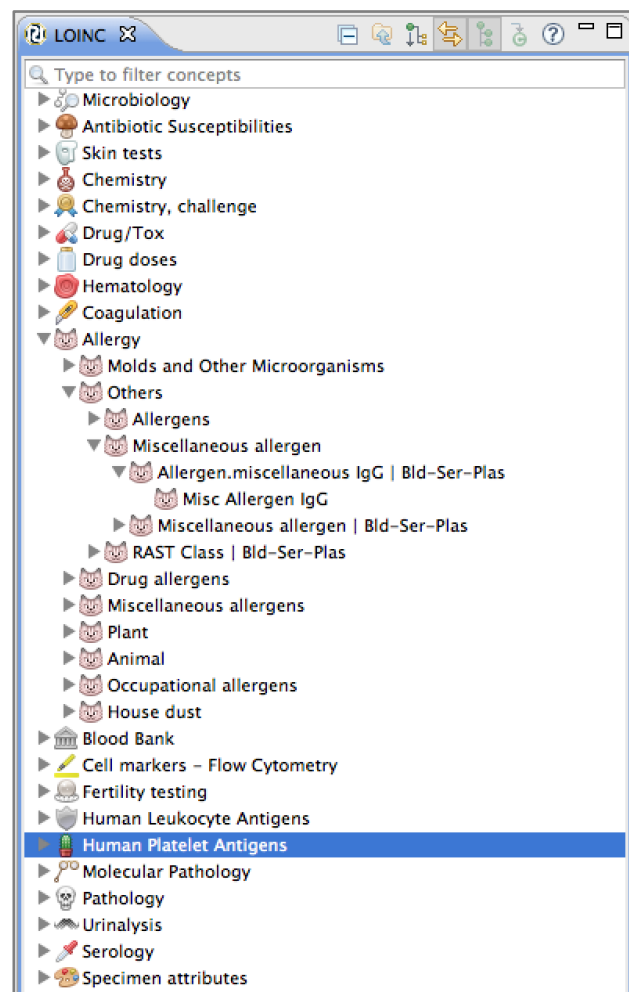 LOINC
Type to filter concepts
Microbiology
Antibiotic Susceptibilities
Skin tests
Chemistry
Chemistry, challenge
Drug/Tox
Drug doses
Hematology
Coagulation
Allergy
Molds and Other Microorganisms
Others
Allergens
Miscellaneous allergen
Allergen.miscellaneous IgG | Bld-Ser-Plas
Misc Allergen IgG
Miscellaneous allergen | Bld-Ser-Plas
RAST Class | Bld-Ser-Plas
Drug allergens
Miscellaneous allergens
Plant
Animal
Occupational allergens
House dust
Blood Bank
Cell markers – Flow Cytometry
Fertility testing
Human Leukocyte Antigens
Human Platelet Antigens
Molecular Pathology
Pathology
Urinalysis
Serology
Specimen attributes